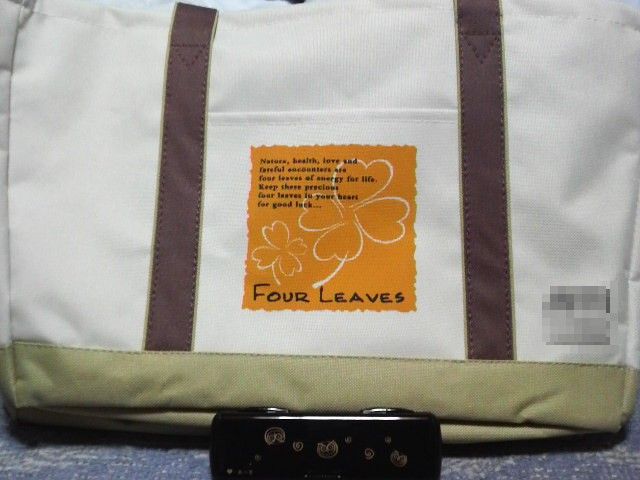 Nature, health, love and
fateful encounters are
four leaves of energy for life.
Keep these precious
four leaves in your heart
for good luck...
FOUR LEAVES